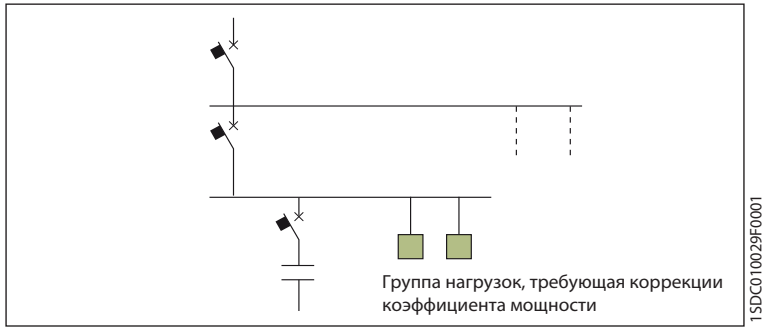 Группа нагрузок, требующая коррекции
коэффициента мощности
1SDC010029F0001